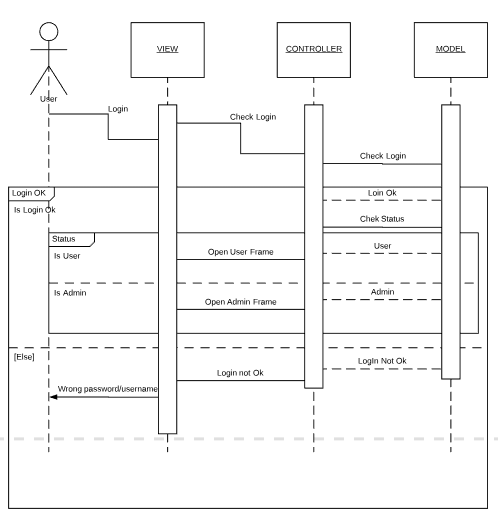 VIEW
CONTROLLER
MODEL
User
Login
Check Login
Check Login
Login OK
Loin Ok
Is Login Ok
Chek Status
Status
User
Is User
Open User Frame
Is Admin
Admin
Open Admin Frame
[Else]
LogIn Not Ok
Login not Ok
Wrong password/username